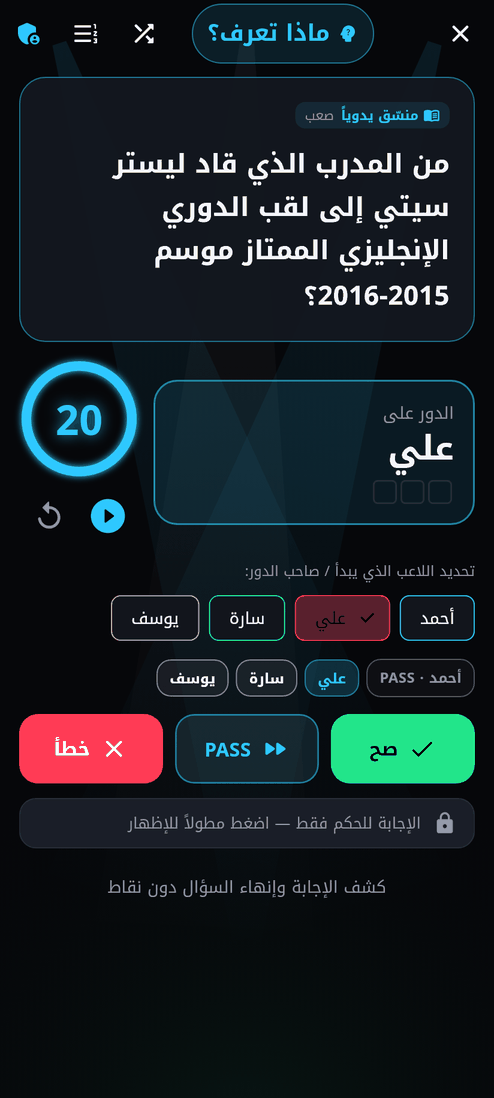 ماذا تعرف؟
منسّق يدوياً صعب
من المدرب الذي قاد ليستر
سيتي إلى لقب الدوري
الإنجليزي الممتاز موسم
2015-2016؟
20
الدور على
علي
تحديد اللاعب الذي يبدأ / صاحب الدور:
أحمد علي سارة يوسف
أحمد · PASS علي سارة يوسف
صح PASS خطأ
الإجابة للحكم فقط — اضغط مطولاً للإظهار
كشف الإجابة وإنهاء السؤال دون نقاط